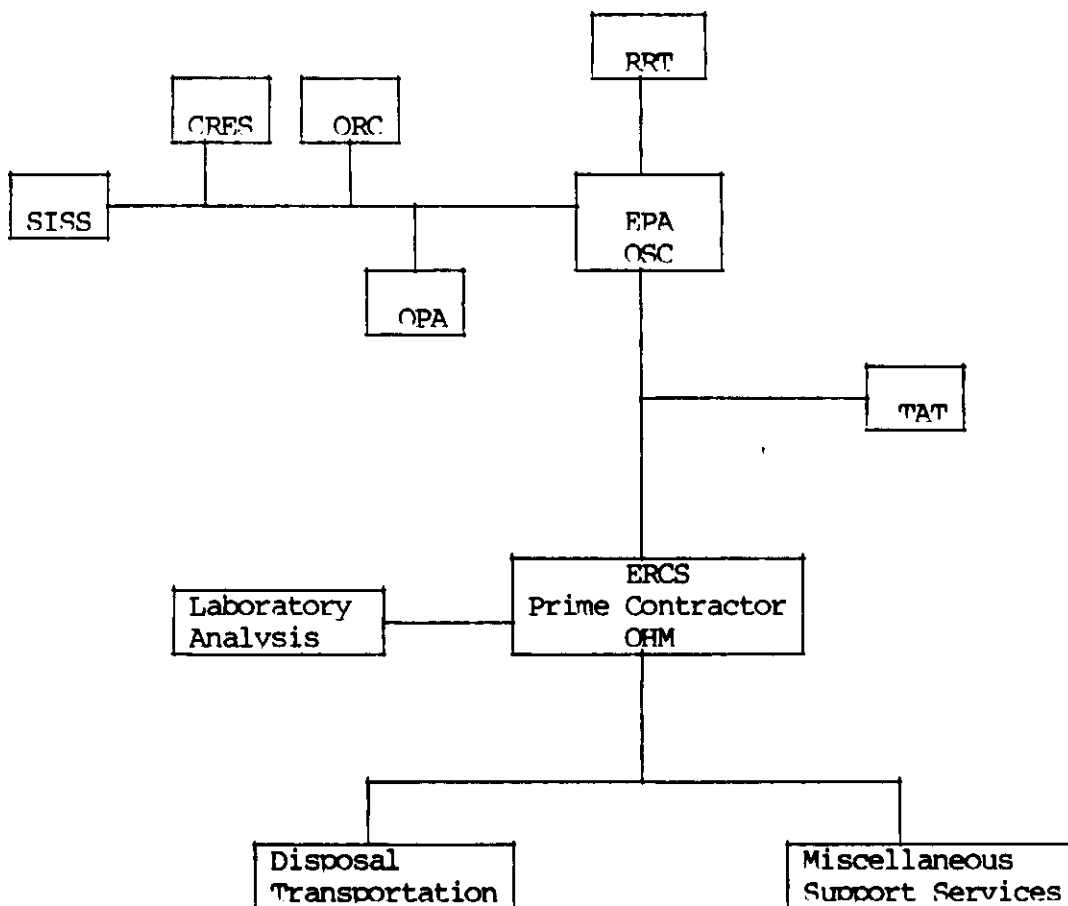 RRT
CRES
ORC
SISS
EPA
OSC
OPA
TAT
ERCS
Prime Contractor
OHM
Laboratory
Analysis
Disposal
Transportation
Miscellaneous
Support Services